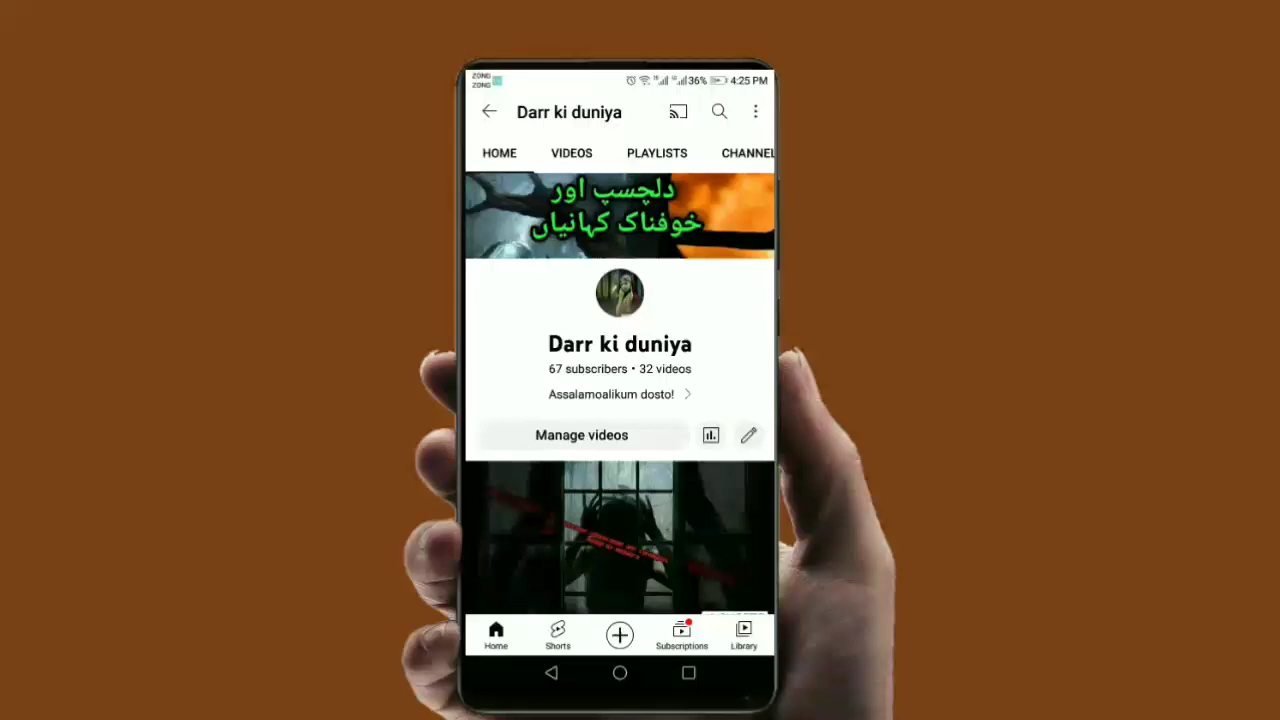 ZONG
ZONG
36%
4:25 PM
Darr ki duniya
HOME VIDEOS PLAYLISTS CHANNEL
دلچسپ اور
خوفناک کہانیاں
Darr ki duniya
67 subscribers • 32 videos
Assalamoalikum dosto!
Manage videos
Home Shorts Subscriptions Library